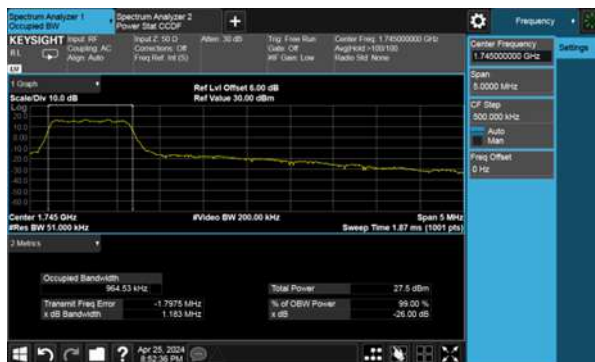 Spectrum Analyzer 1
Occupied BW
Spectrum Analyzer 2
Power Stat CCDF
+
Frequency
KEYSIGHT
RL
Input: RF
Coupling: AC
Align: Auto
Input Z: 50 Ω
Corrections: Off
Freq Ref: Int (S)
Atten: 30 dB
Trig: Free Run
Gate: Off
#IF Gain: Low
Center Freq: 1.745000000 GHz
Avg|Hold:>100/100
Radio Std: None
Center Frequency
1.745000000 GHz
Settings
Span
5.0000 MHz
CF Step
500.000 kHz
Auto
Man
Freq Offset
0 Hz
1 Graph
Scale/Div 10.0 dB
Ref Lvl Offset 6.00 dB
Ref Value 30.00 dBm
Log
20.0
10.0
0.00
-10.0
-20.0
-30.0
-40.0
-50.0
-60.0
Center 1.745 GHz
#Res BW 51.000 kHz
#Video BW 200.00 kHz
Span 5 MHz
Sweep Time 1.87 ms (1001 pts)
2 Metrics
Occupied Bandwidth
964.53 kHz
Total Power
27.5 dBm
Transmit Freq Error
-1.7975 MHz
% of OBW Power
99.00 %
x dB Bandwidth
1.183 MHz
x dB
-26.00 dB
?
Apr 25, 2024
8:52:36 PM